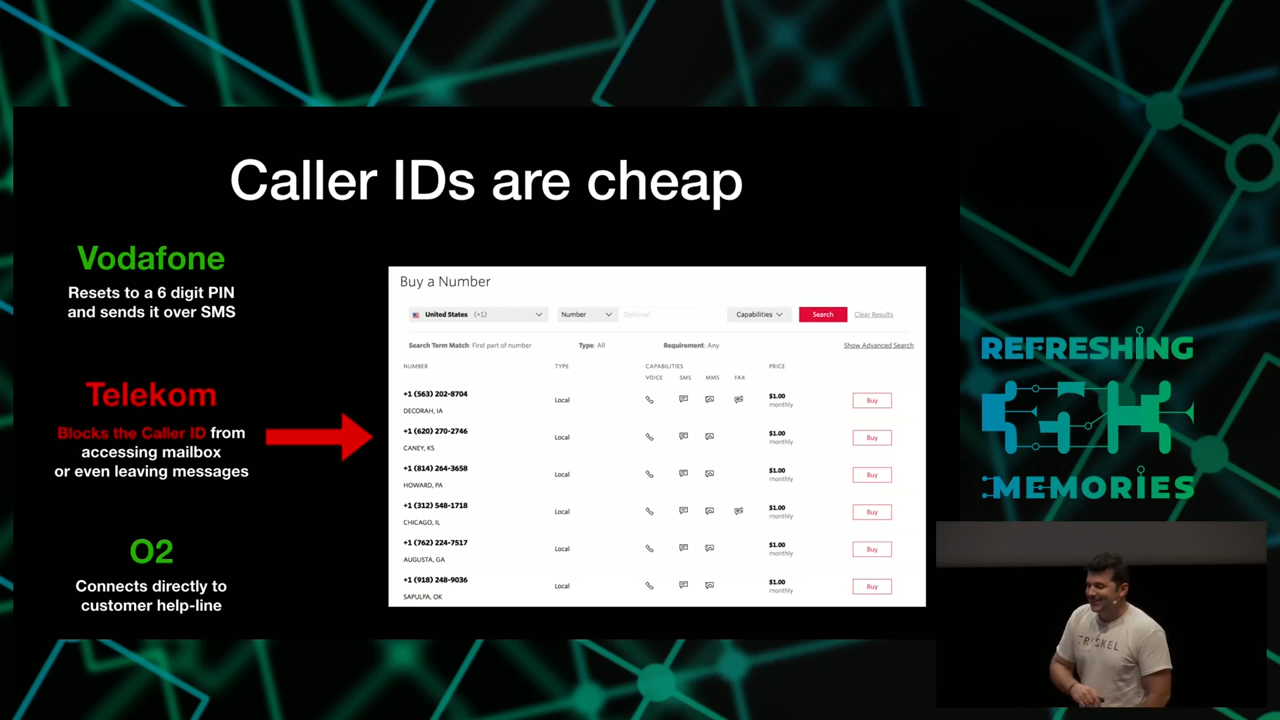 Caller IDs are cheap
Vodafone
Resets to a 6 digit PIN
and sends it over SMS
Telekom
Blocks the Caller ID from
accessing mailbox
or even leaving messages
O2
Connects directly to
customer help-line
Buy a Number
United States (+1) Number Optional Capabilities Search Clear Results
Search Term Match: First part of number Type: All Requirement: Any Show Advanced Search
NUMBER TYPE CAPABILITIES PRICE
VOICE SMS MMS FAX
+1 (563) 202-8704 Local $1.00 Buy
DECORAH, IA monthly
+1 (620) 270-2746 Local $1.00 Buy
CANEY, KS monthly
+1 (814) 264-3658 Local $1.00 Buy
HOWARD, PA monthly
+1 (312) 548-1718 Local $1.00 Buy
CHICAGO, IL monthly
+1 (762) 224-7517 Local $1.00 Buy
AUGUSTA, GA monthly
+1 (918) 248-9036 Local $1.00 Buy
SAPULPA, OK monthly
REFRESHING
MEMORIES